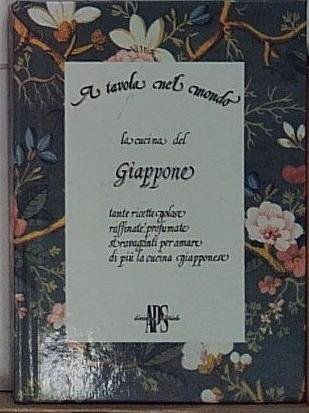 A tavola nel mondo
la cucina del
Giappone
tante ricette golose
raffinate, profumate
stravaganti per amare
di più la cucina giapponese
APS